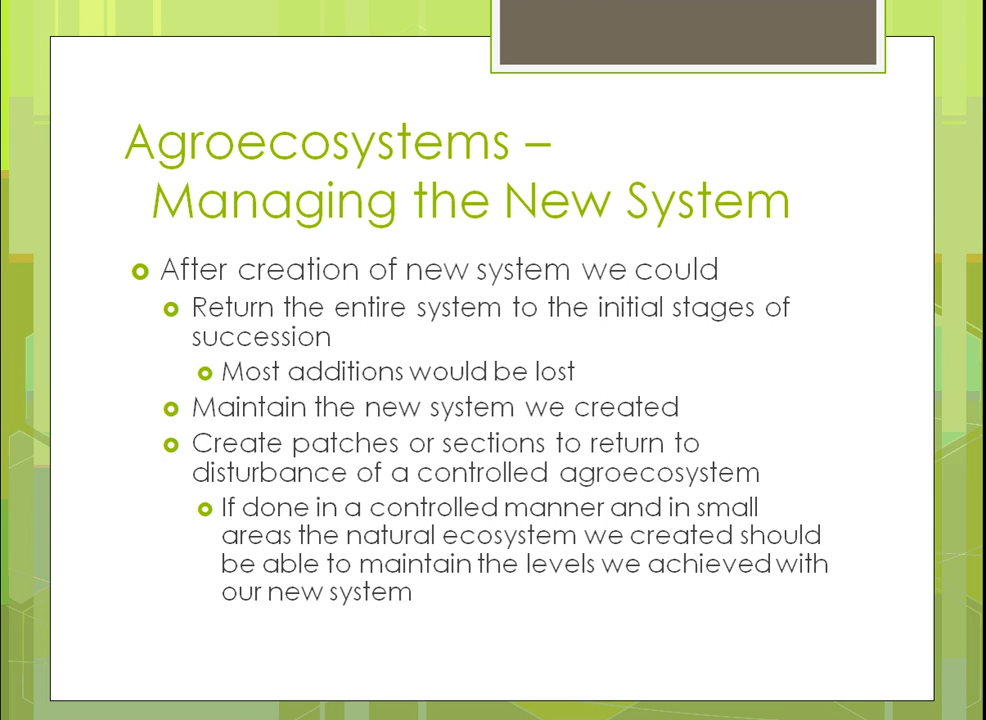 Agroecosystems –
Managing the New System
After creation of new system we could
Return the entire system to the initial stages of
succession
Most additions would be lost
Maintain the new system we created
Create patches or sections to return to
disturbance of a controlled agroecosystem
If done in a controlled manner and in small
areas the natural ecosystem we created should
be able to maintain the levels we achieved with
our new system